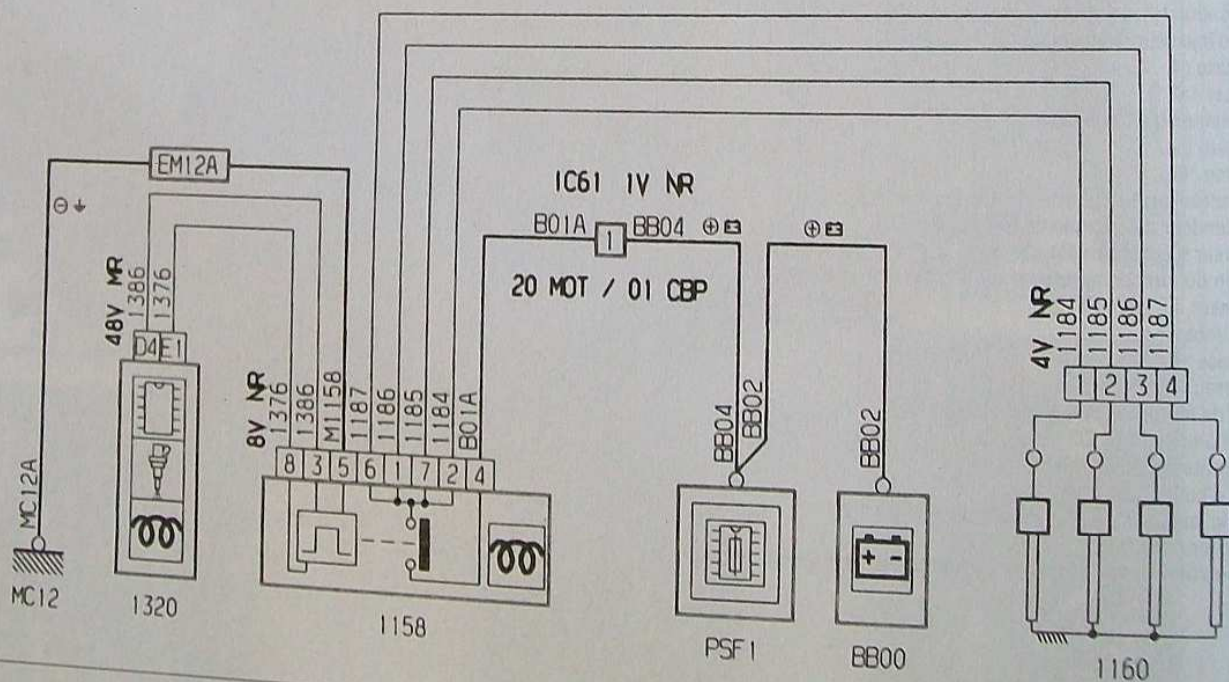 EM12A
IC61 1V NR
B01A 1 BB04
20 MOT / 01 CBP
48V MR
1386
1376
D4 E1
8V NR
1376
1386
M1158
1187
1186
1185
1184
B01A
8 3 5 6 1 7 2 4
BB04
BB02
BB02
4V NR
1184
1185
1186
1187
1 2 3 4
MC12A
MC12
1320
1158
PSF1
BB00
1160